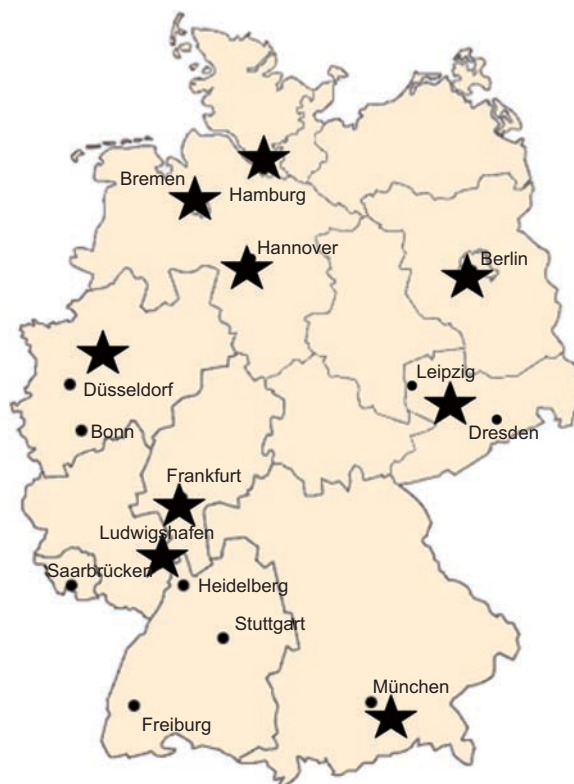 Bremen
Hamburg
Hannover
Berlin
Leipzig
Düsseldorf
Dresden
Bonn
Frankfurt
Ludwigshafen
Saarbrücken
Heidelberg
Stuttgart
München
Freiburg